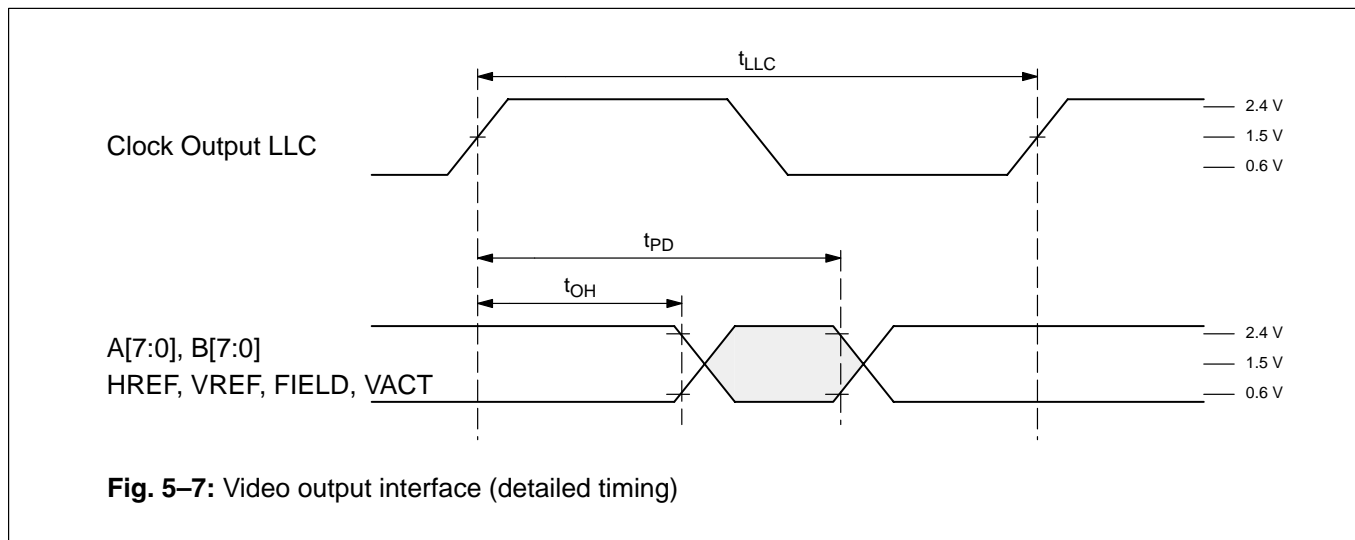 tLLC
2.4 V
Clock Output LLC
1.5 V
0.6 V
tPD
tOH
2.4 V
A[7:0], B[7:0]
1.5 V
HREF, VREF, FIELD, VACT
0.6 V
Fig. 5–7: Video output interface (detailed timing)